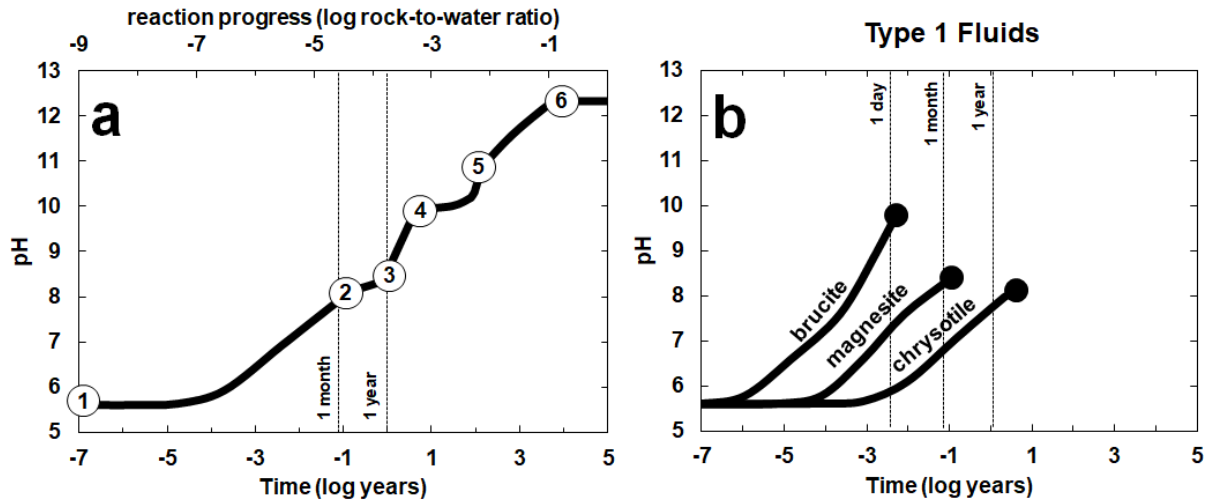 reaction progress (log rock-to-water ratio)
-9 -7 -5 -3 -1
a
pH
13
12
11
10
9
8
7
6
5
1
2
3
4
5
6
1 month
1 year
-7 -5 -3 -1 1 3 5
Time (log years)
Type 1 Fluids
b
pH
13
12
11
10
9
8
7
6
5
1 day
1 month
1 year
brucite
magnesite
chrysotile
-7 -5 -3 -1 1 3 5
Time (log years)